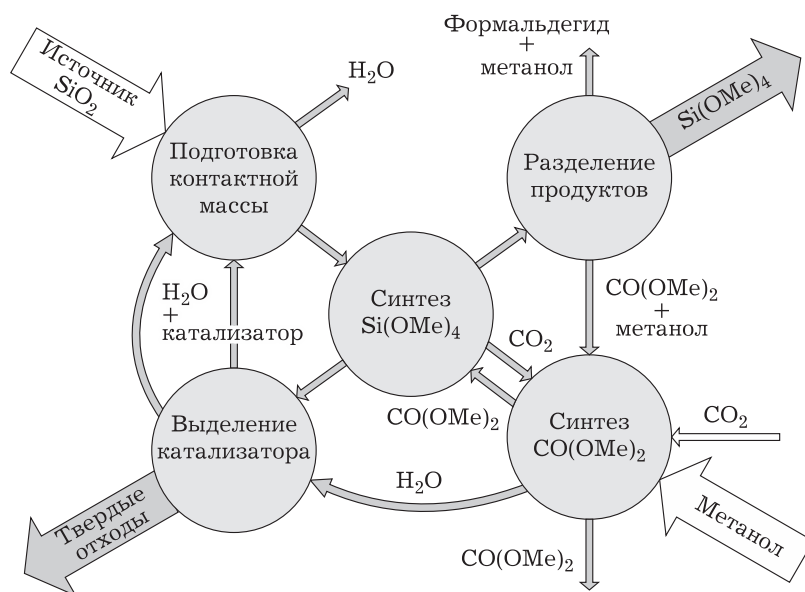 Источник
SiO₂
H₂O
Формальдегид
+
метанол
Si(OMe)₄
Подготовка
контактной
массы
Разделение
продуктов
H₂O
+
катализатор
Синтез
Si(OMe)₄
CO(OMe)₂
+
метанол
CO₂
CO(OMe)₂
Выделение
катализатора
Синтез
CO(OMe)₂
CO₂
H₂O
Твердые
отходы
Метанол
CO(OMe)₂